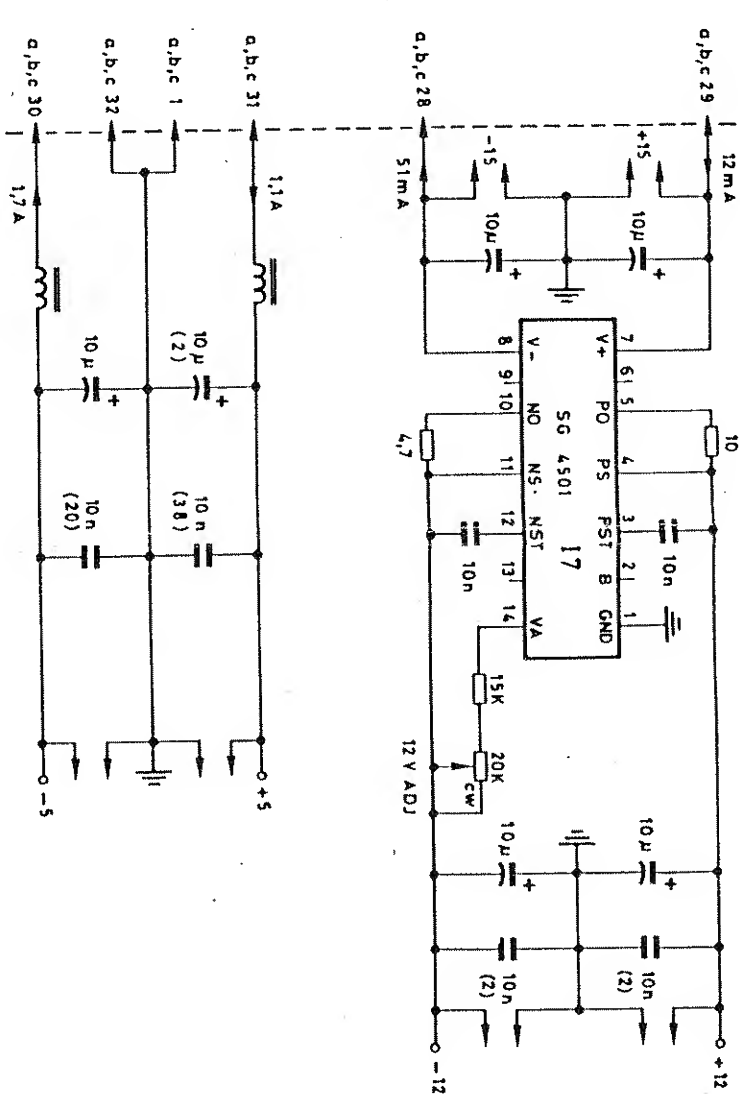 a,b,c 29
12 mA
+15
-15
51 mA
a,b,c 28
10µ
+
10µ
+
7
6
5
4
3
2
1
V+
PO
PS
PST
B
GND
SG 4501
17
V-
NO
NS.
NST
VA
8
9
10
11
12
13
14
10
4,7
10n
10n
15K
20K
CW
12 V ADJ
10µ
+
10µ
+
10n
(2)
10n
(2)
+12
-12
a,b,c 31
a,b,c 1
a,b,c 32
a,b,c 30
1,1A
1,7A
10µ
(2)
+
10µ
+
10n
(38)
10n
(20)
+5
-5